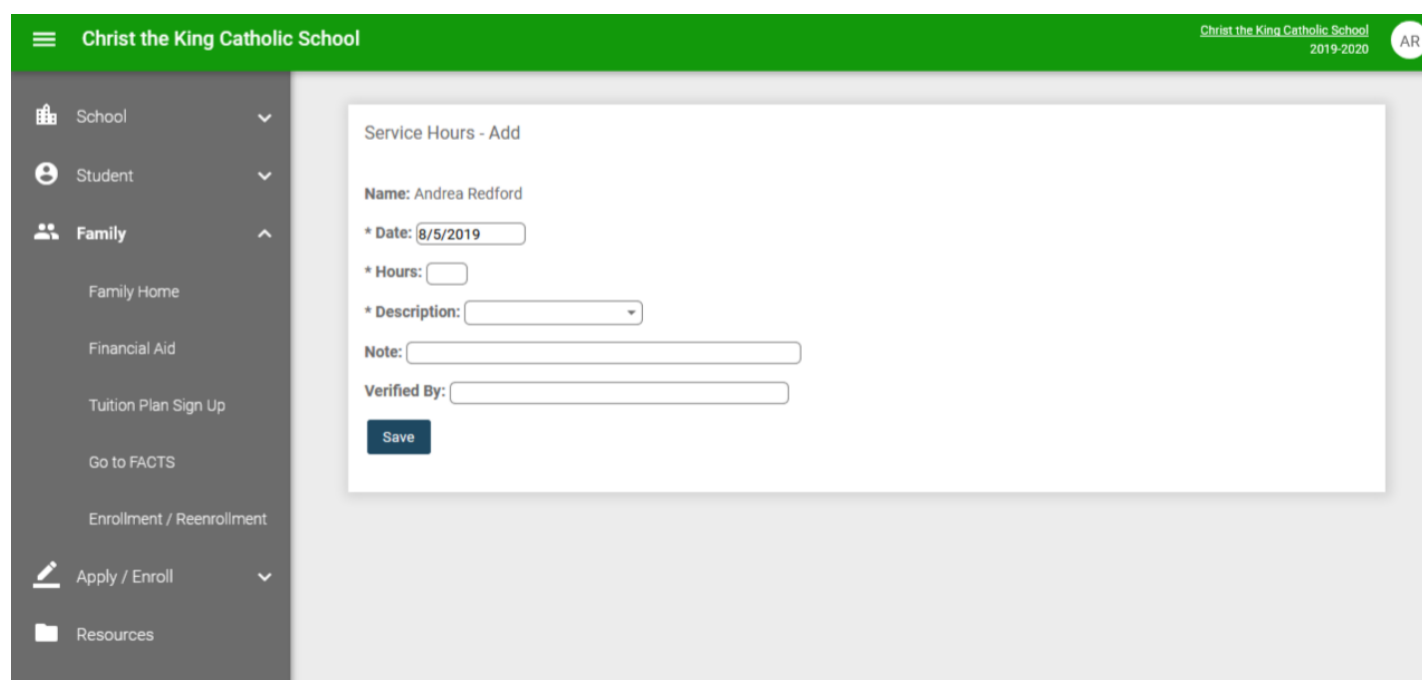 Christ the King Catholic School
Christ the King Catholic School
2019-2020
AR
School
Student
Family
Family Home
Financial Aid
Tuition Plan Sign Up
Go to FACTS
Enrollment / Reenrollment
Apply / Enroll
Resources
Service Hours - Add
Name: Andrea Redford
* Date: 8/5/2019
* Hours:
* Description:
Note:
Verified By:
Save